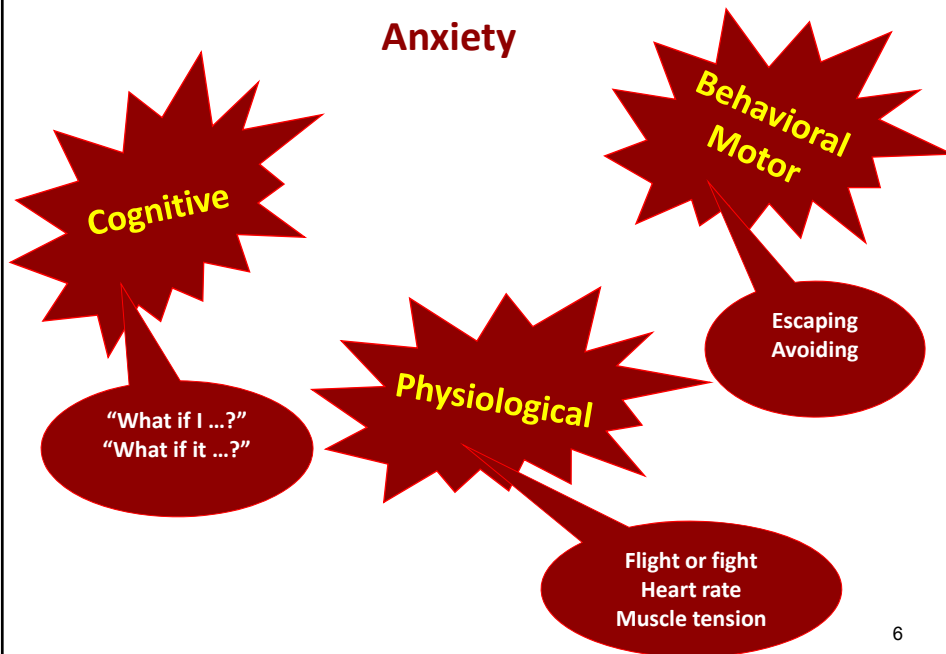 Anxiety
Cognitive
“What if I …?”
“What if it …?”
Physiological
Flight or fight
Heart rate
Muscle tension
Behavioral
Motor
Escaping
Avoiding
6